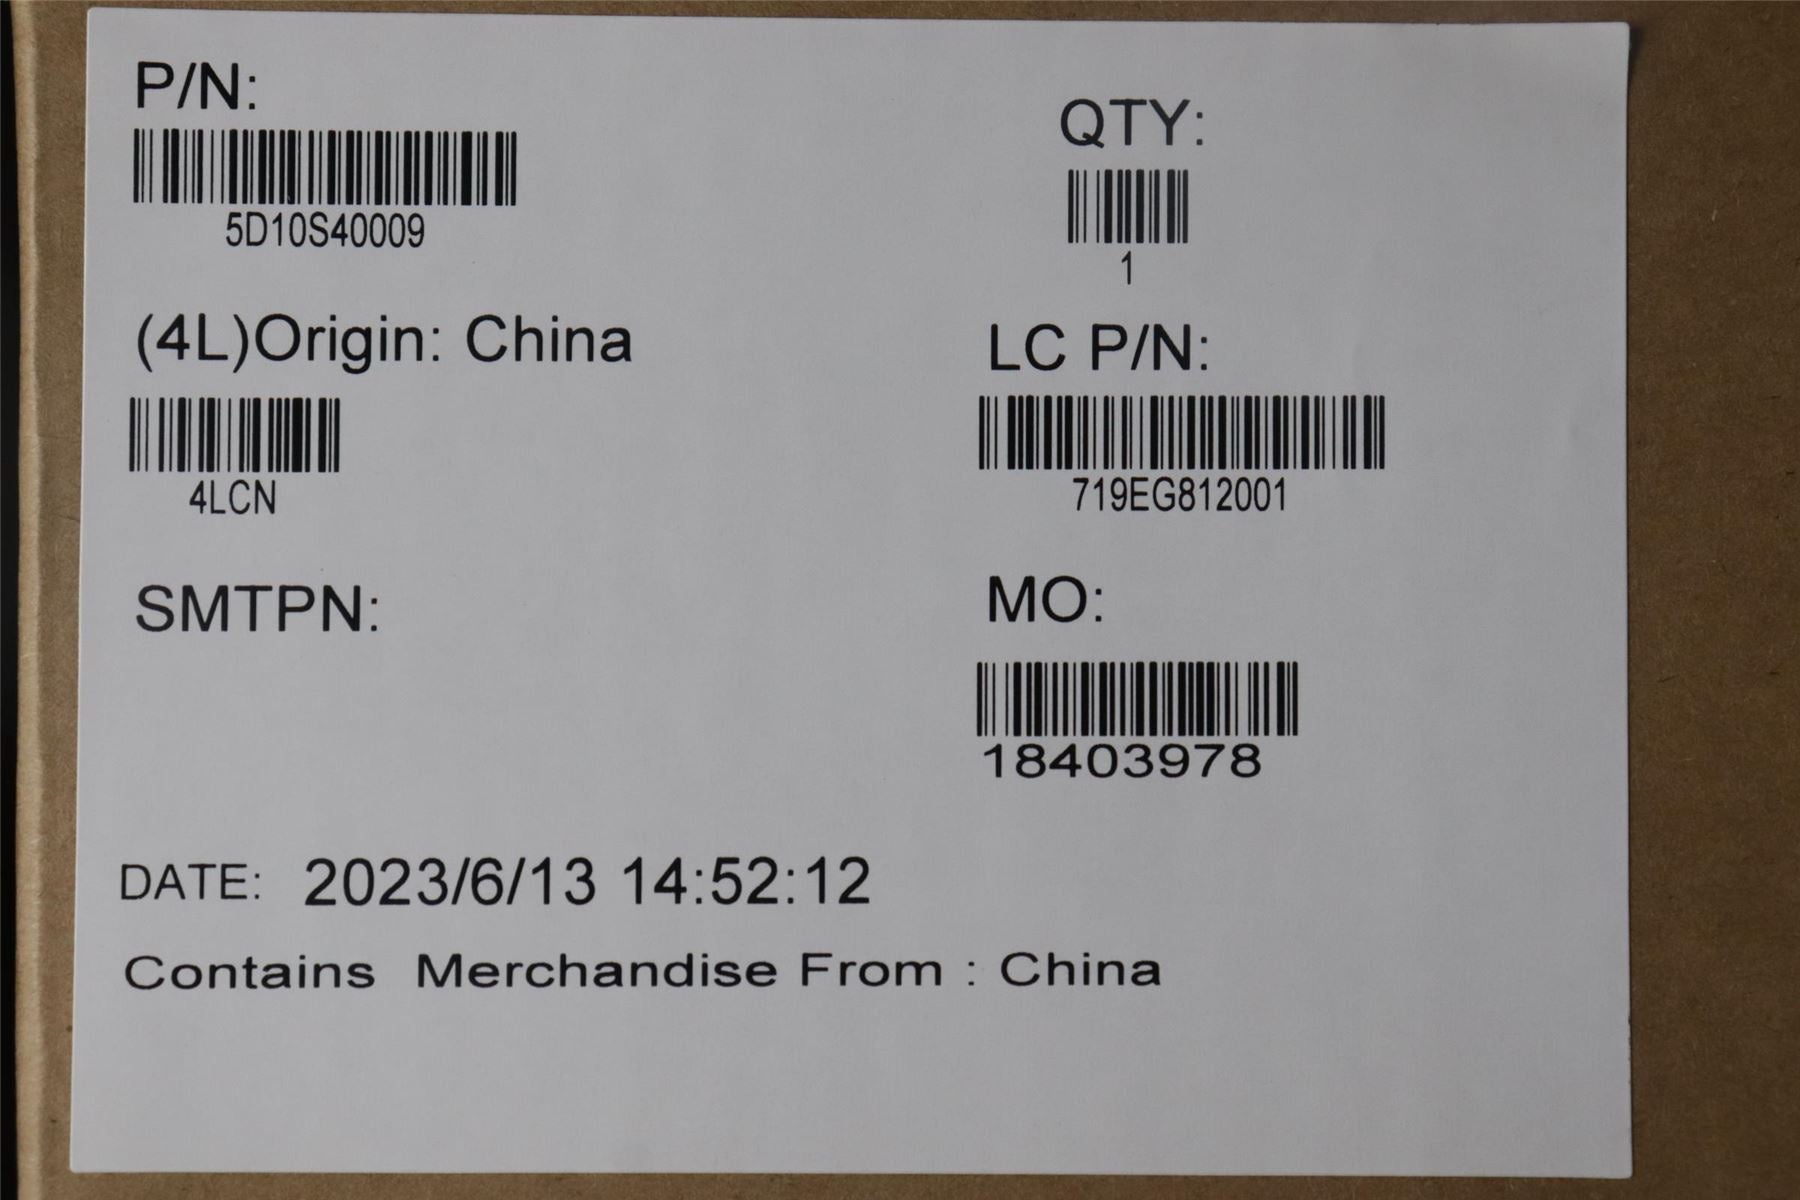 P/N:
5D10S40009
QTY:
1
(4L)Origin: China
4LCN
LC P/N:
719EG812001
SMTPN:
MO:
18403978
DATE: 2023/6/13 14:52:12
Contains Merchandise From : China